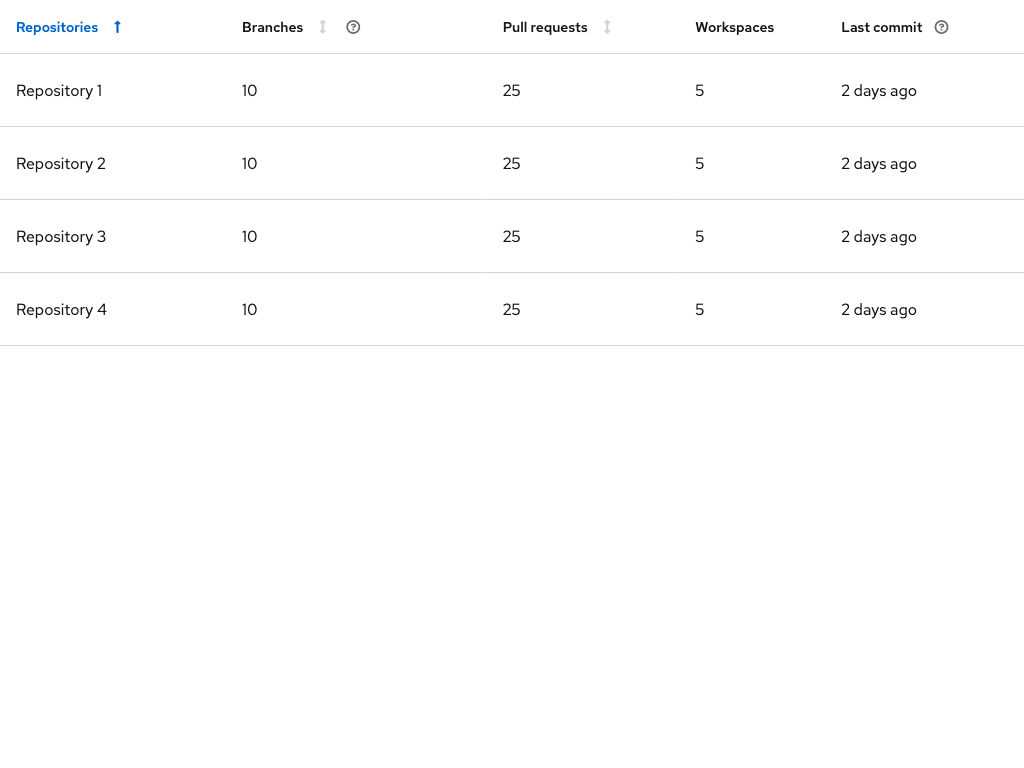 Repositories Branches Pull requests Workspaces Last commit
Repository 1 10 25 5 2 days ago
Repository 2 10 25 5 2 days ago
Repository 3 10 25 5 2 days ago
Repository 4 10 25 5 2 days ago